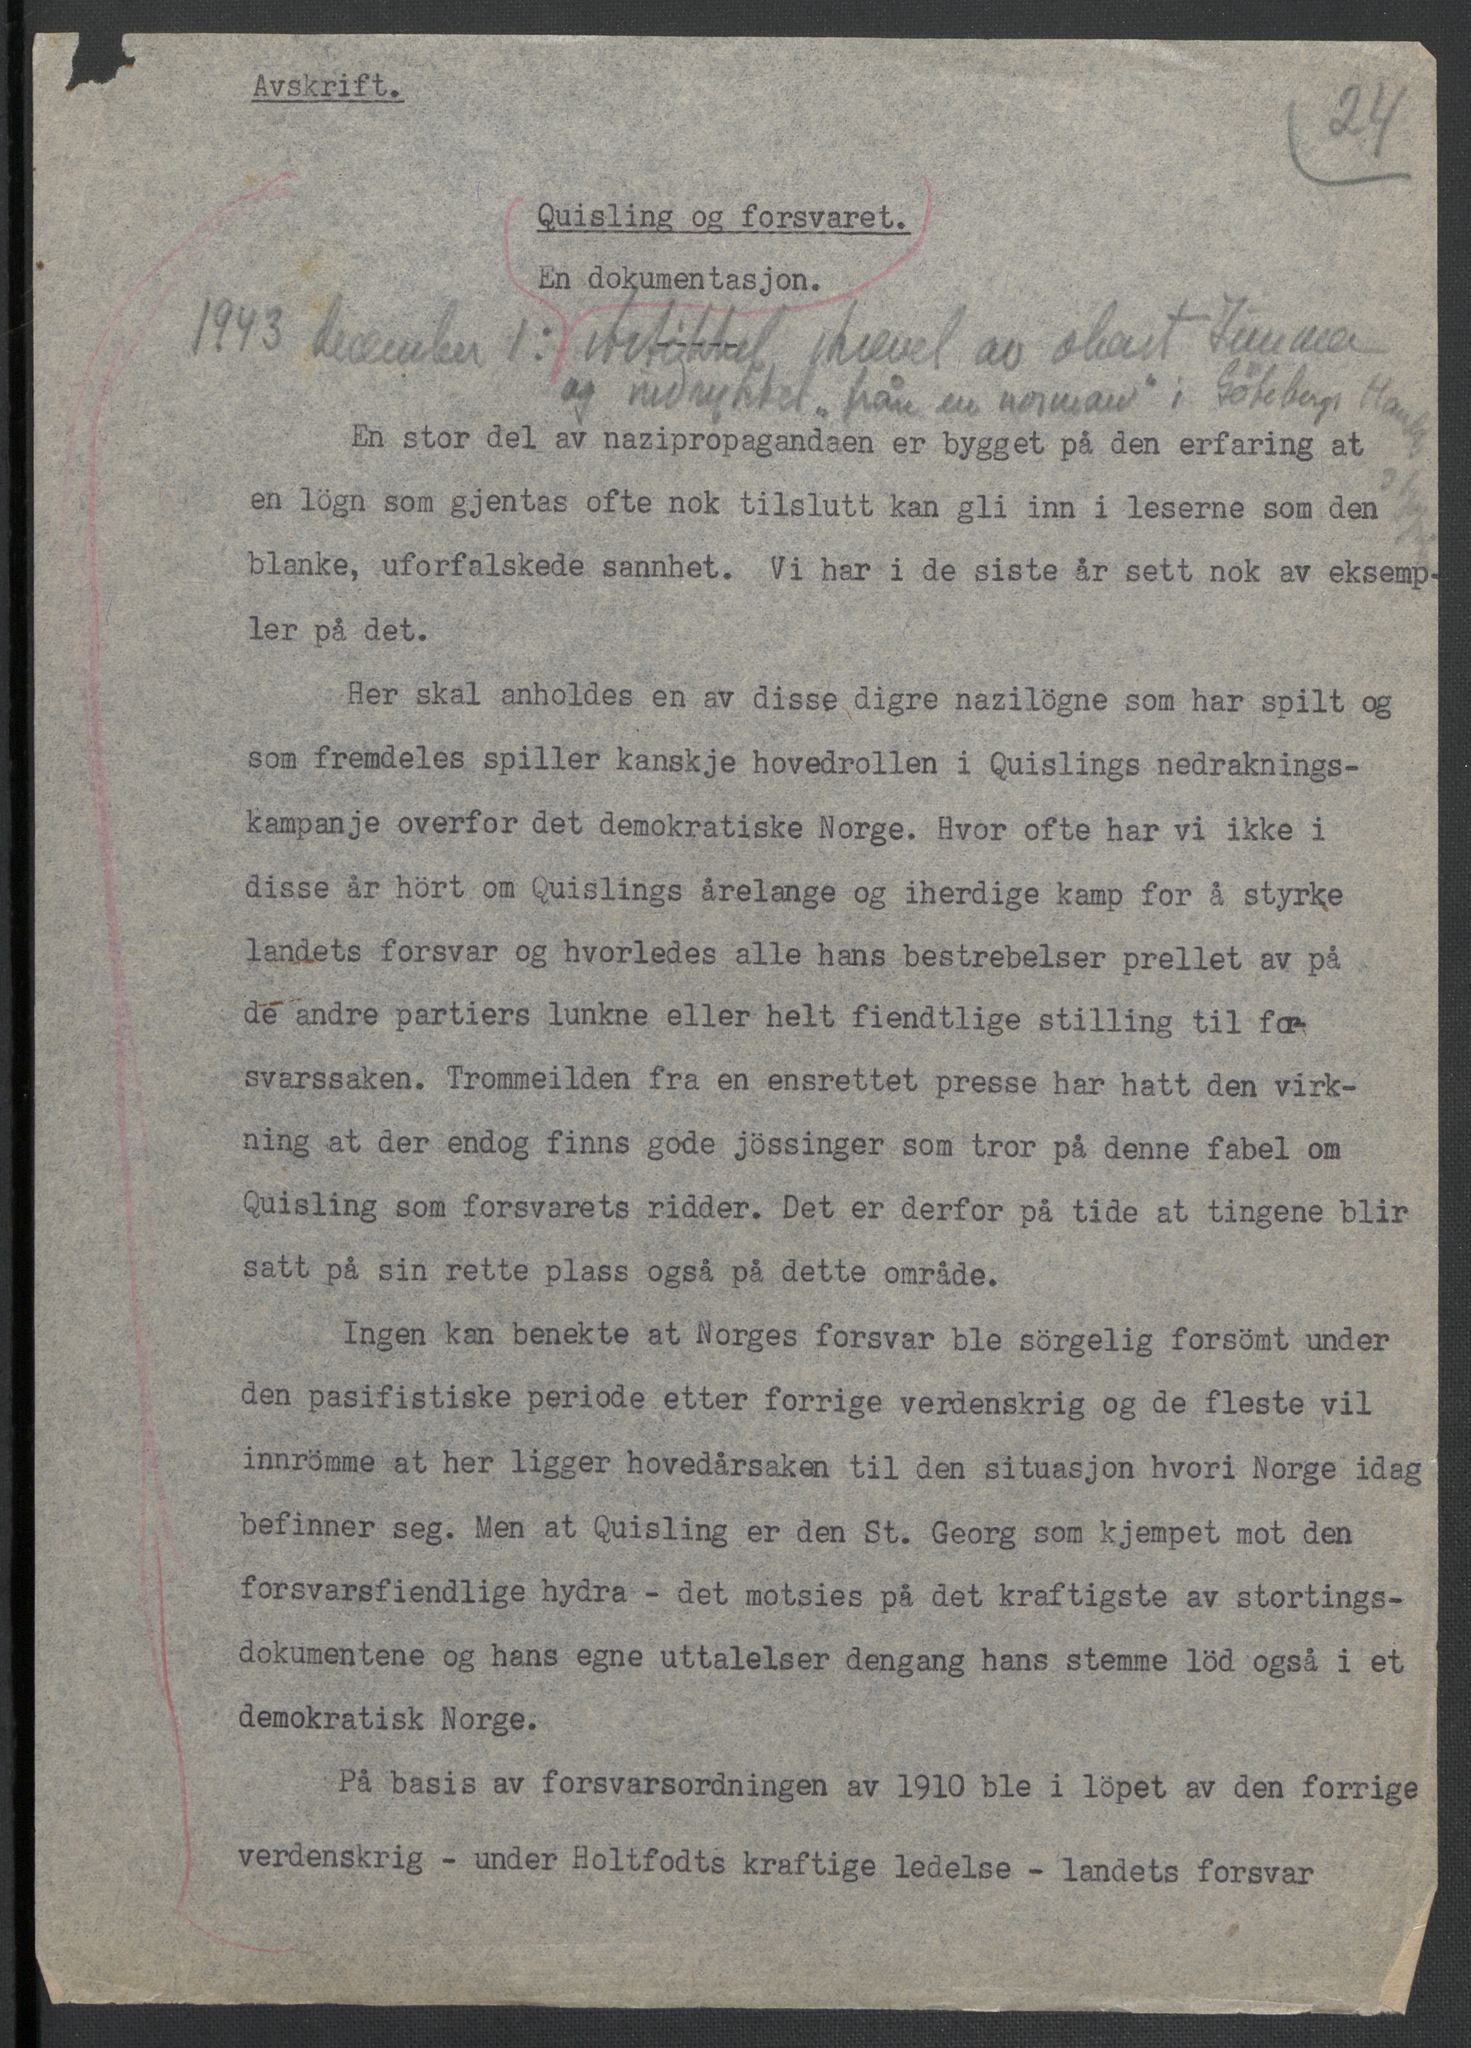 Avskrift.
24
Quisling og forsvaret.
En dokumentasjon.
1943 december 1: Artikkel skrevet av oberst
og inrykket "från en norman" i Göteborgs
En stor del av nazipropagandaen er bygget på den erfaring at
en lögn som gjentas ofte nok tilslutt kan gli inn i leserne som den
blanke, uforfalskede sannhet. Vi har i de siste år sett nok av eksemp-
ler på det.
Her skal anholdes en av disse digre nazilögne som har spilt og
som fremdeles spiller kanskje hovedrollen i Quislings nedraknings-
kampanje overfor det demokratiske Norge. Hvor ofte har vi ikke i
disse år hört om Quislings årelange og iherdige kamp for å styrke
landets forsvar og hvorledes alle hans bestrebelser prellet av på
de andre partiers lunkne eller helt fiendtlige stilling til for-
svarssaken. Trommeilden fra en ensrettet presse har hatt den virk-
ning at der endog finns gode jössinger som tror på denne fabel om
Quisling som forsvarets ridder. Det er derfor på tide at tingene blir
satt på sin rette plass også på dette område.
Ingen kan benekte at Norges forsvar ble sörgelig forsömt under
den pasifistiske periode etter forrige verdenskrig og de fleste vil
innrömme at her ligger hovedårsaken til den situasjon hvori Norge idag
befinner seg. Men at Quisling er den St. Georg som kjempet mot den
forsvarsfiendlige hydra - det motsies på det kraftigste av stortings-
dokumentene og hans egne uttalelser dengang hans stemme löd også i et
demokratisk Norge.
På basis av forsvarsordningen av 1910 ble i löpet av den forrige
verdenskrig - under Holtfodts kraftige ledelse - landets forsvar